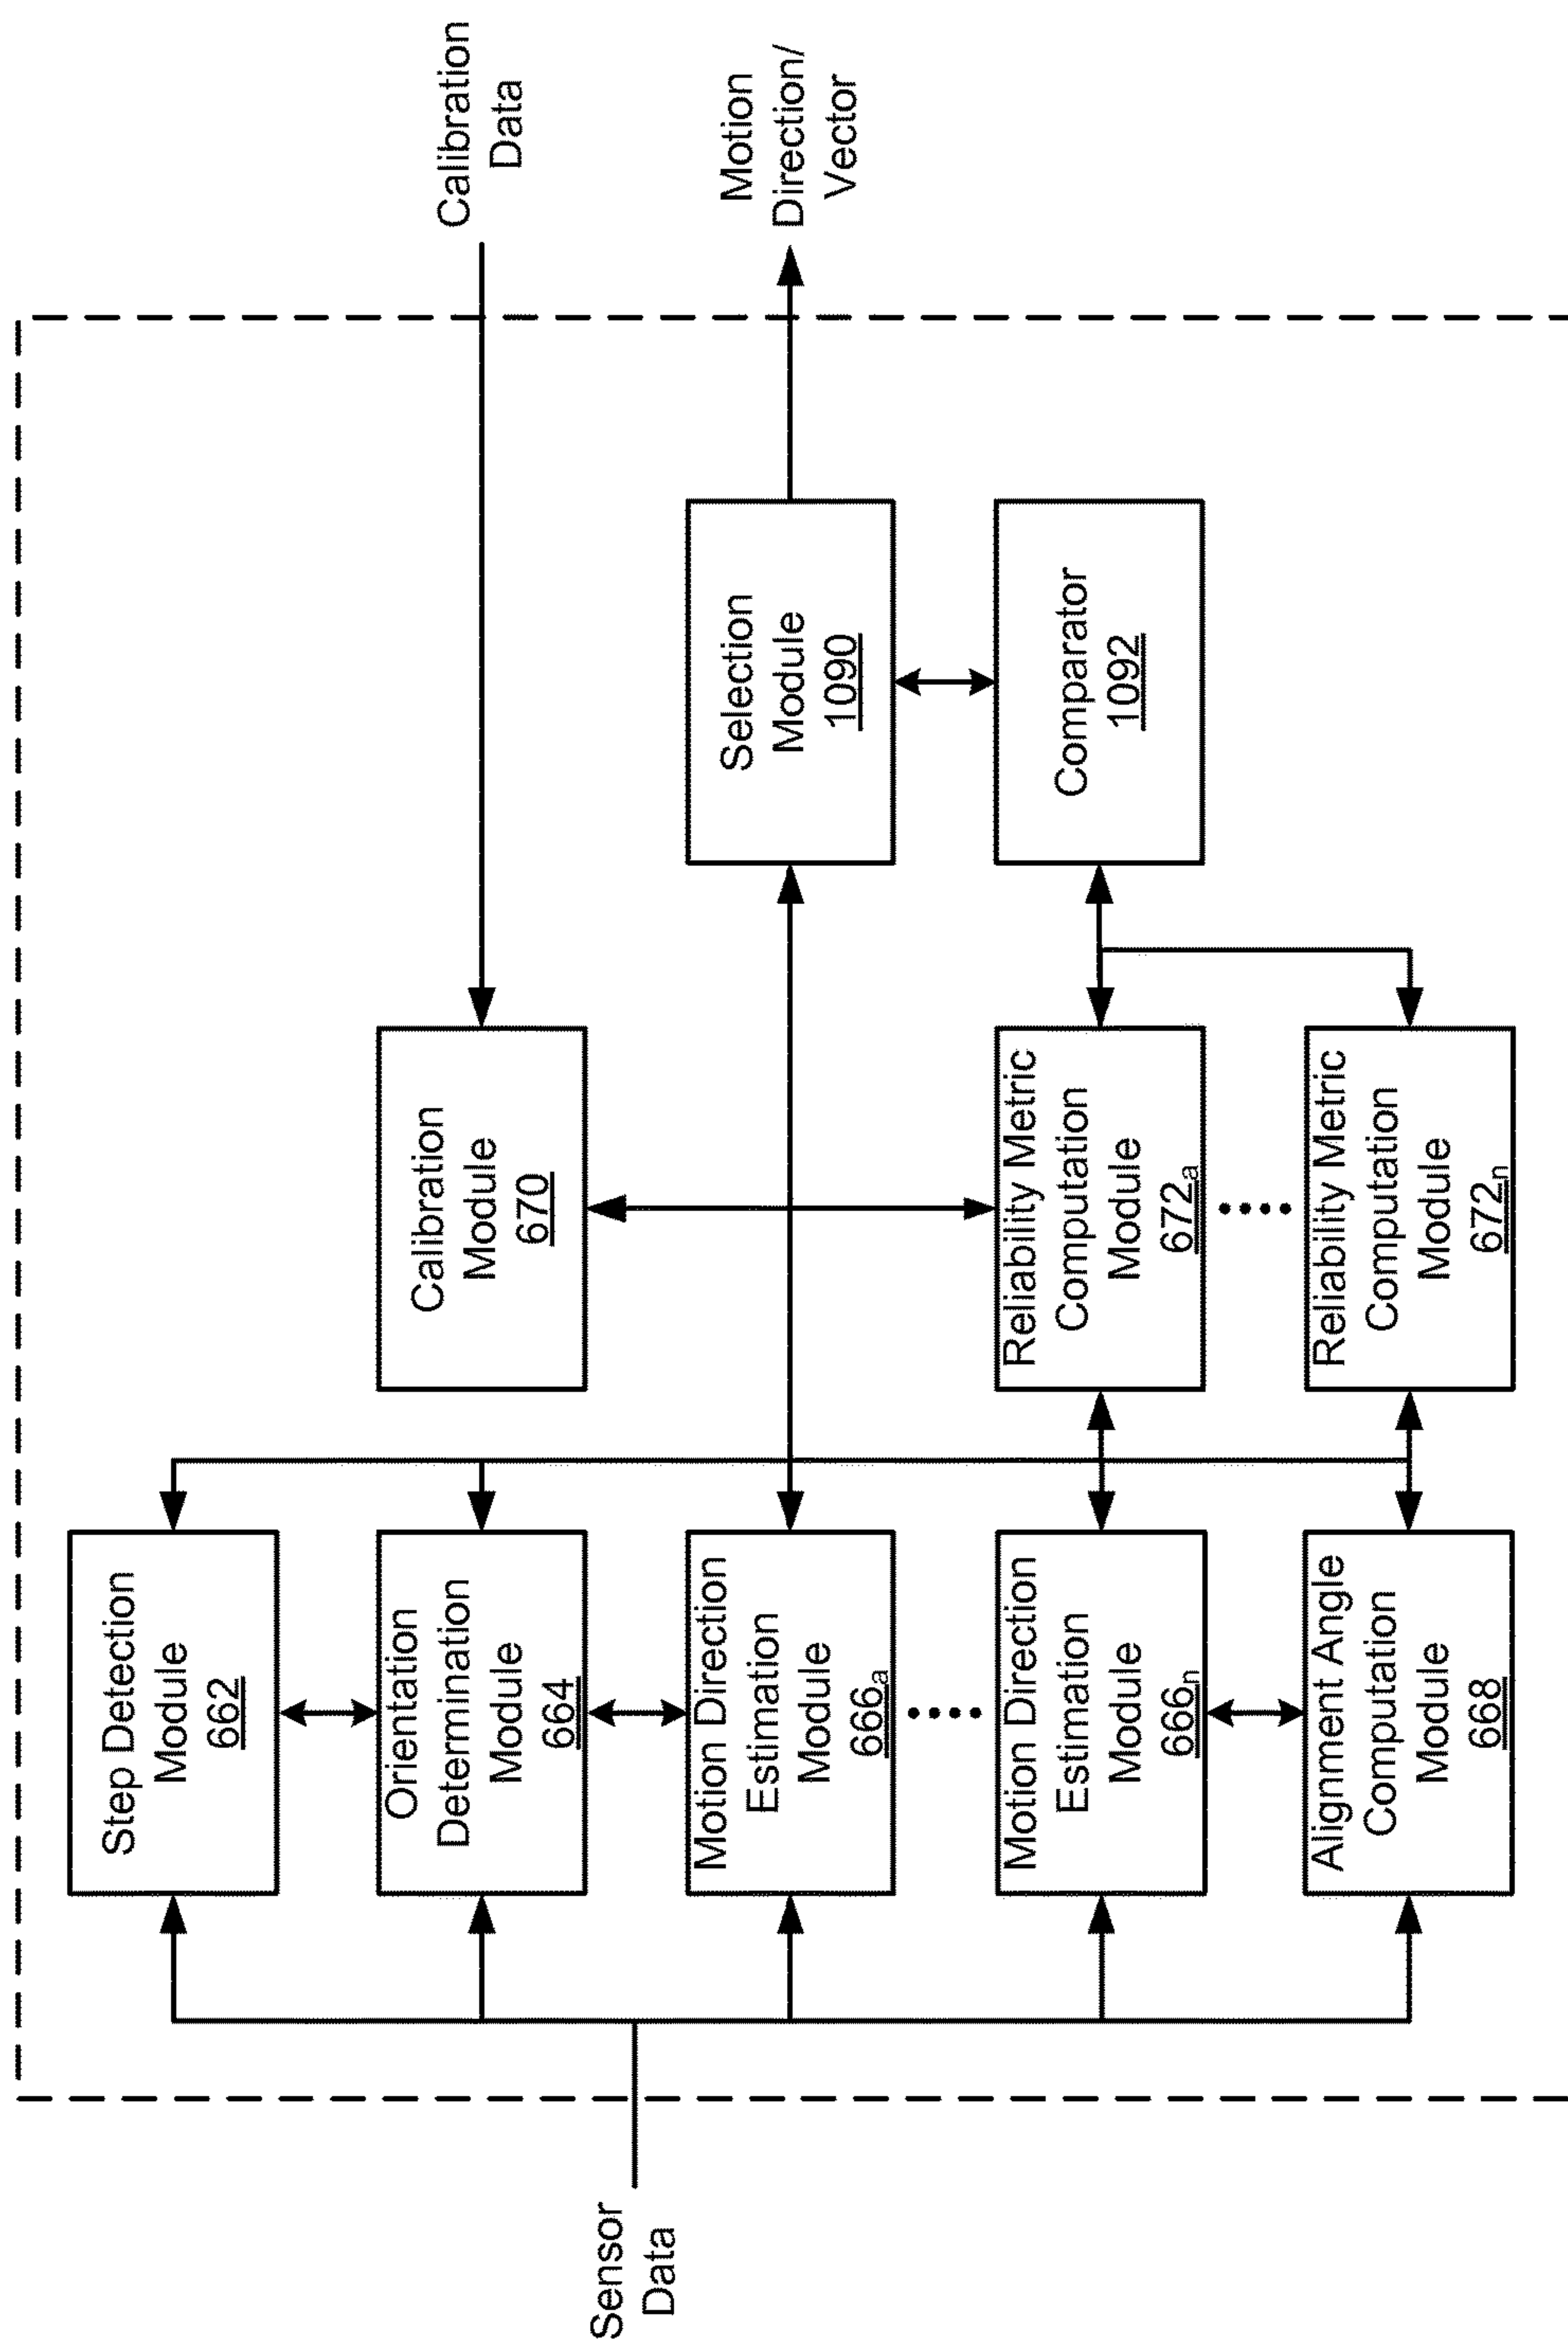 Sensor
Data
Step Detection
Module
662
Orientation
Determination
Module
664
Motion Direction
Estimation
Module
666a
Motion Direction
Estimation
Module
666n
Alignment Angle
Computation
Module
668
Calibration
Module
670
Reliability Metric
Computation
Module
672a
Reliability Metric
Computation
Module
672n
Selection
Module
1090
Comparator
1092
Calibration
Data
Motion
Direction/
Vector